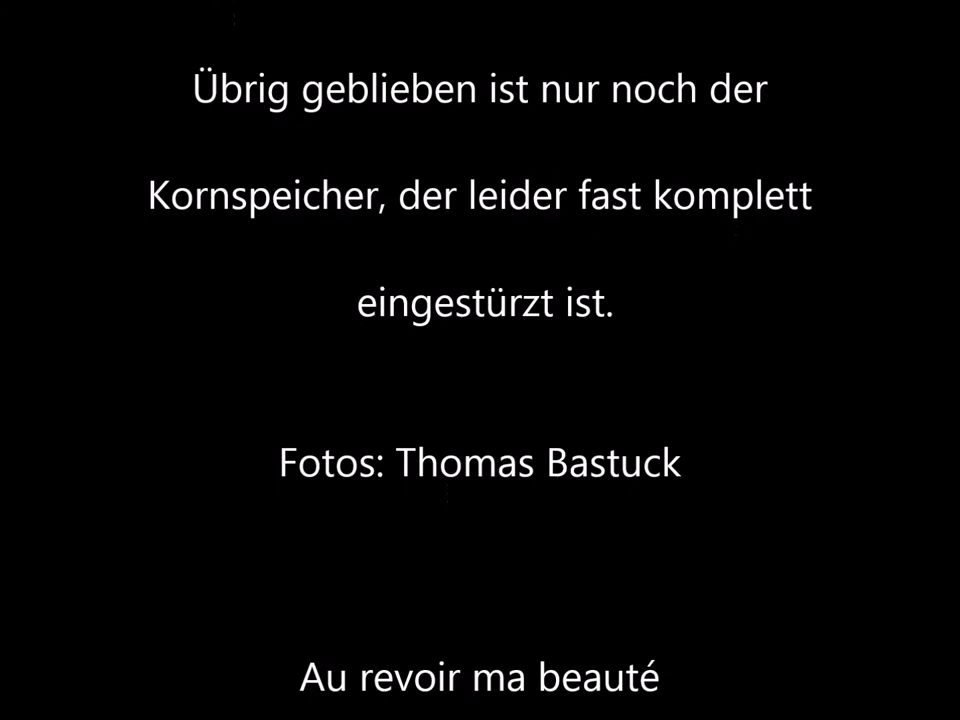 Übrig geblieben ist nur noch der
Kornspeicher, der leider fast komplett
eingestürzt ist.
Fotos: Thomas Bastuck
Au revoir ma beauté